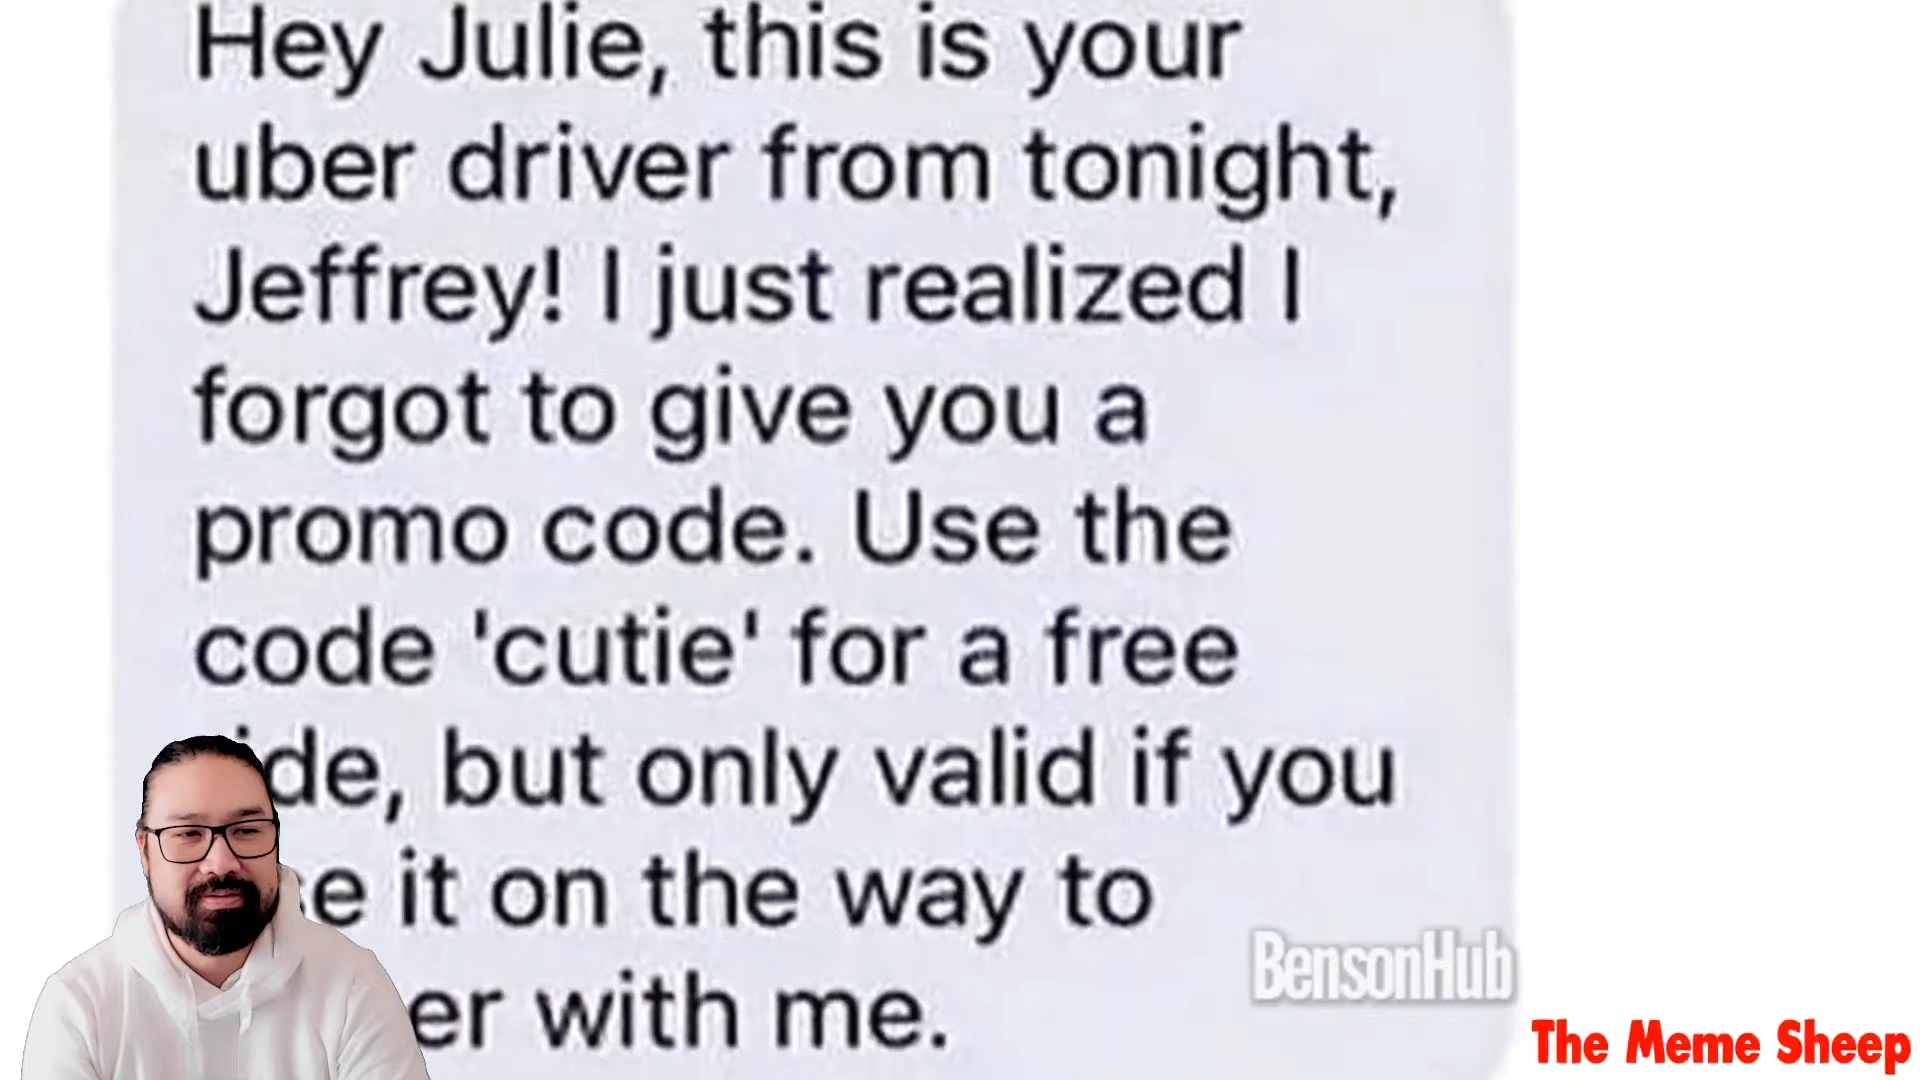 Hey Julie, this is your
uber driver from tonight,
Jeffrey! I just realized I
forgot to give you a
promo code. Use the
code 'cutie' for a free
de, but only valid if you
e it on the way to
er with me.
BensonHub
The Meme Sheep